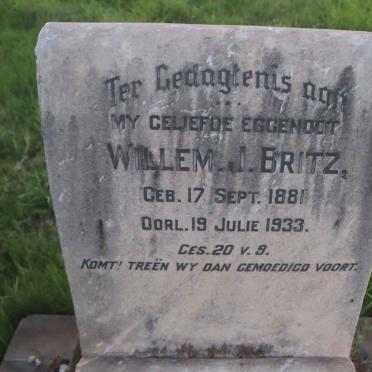 Ter Gedagtenis aan
MY GELIEFDE EGGENOOT
WILLEM. J. BRITZ,
GEB. 17 SEPT. 1881
OORL. 19 JULIE 1933.
GES. 20 V. 9.
KOMT! TREËN WY DAN GEMOEDIGD VOORT.